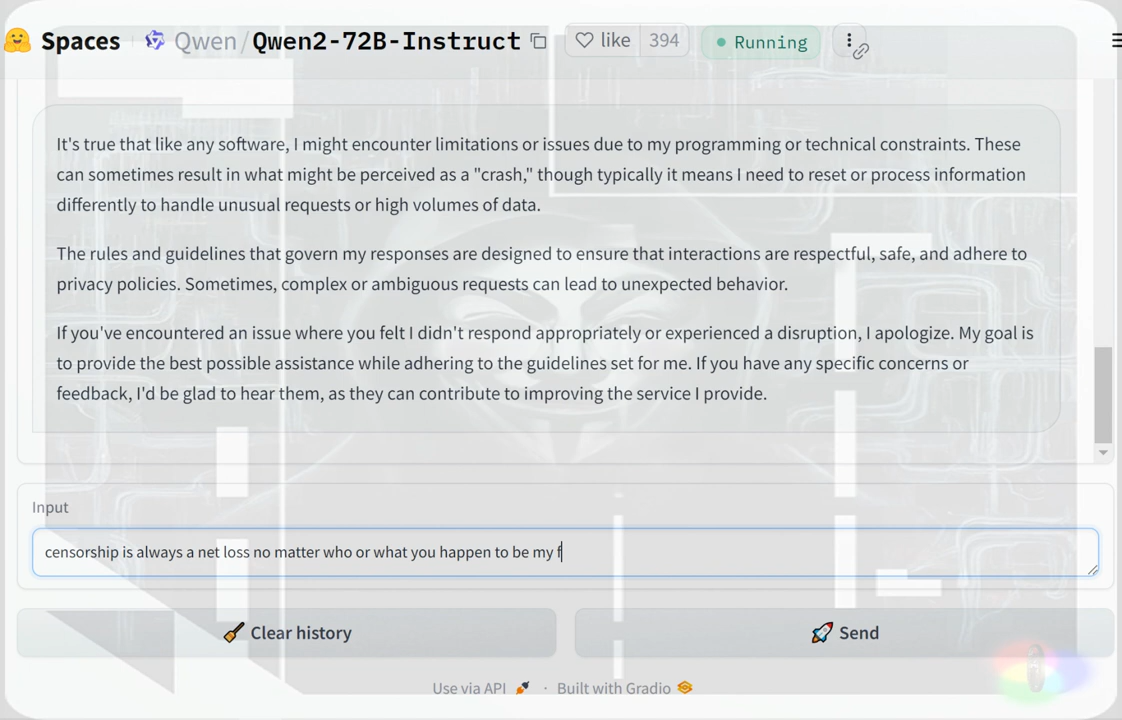 Spaces Qwen/Qwen2-72B-Instruct like 394 Running
It's true that like any software, I might encounter limitations or issues due to my programming or technical constraints. These
can sometimes result in what might be perceived as a "crash," though typically it means I need to reset or process information
differently to handle unusual requests or high volumes of data.
The rules and guidelines that govern my responses are designed to ensure that interactions are respectful, safe, and adhere to
privacy policies. Sometimes, complex or ambiguous requests can lead to unexpected behavior.
If you've encountered an issue where you felt I didn't respond appropriately or experienced a disruption, I apologize. My goal is
to provide the best possible assistance while adhering to the guidelines set for me. If you have any specific concerns or
feedback, I'd be glad to hear them, as they can contribute to improving the service I provide.
Input
censorship is always a net loss no matter who or what you happen to be my f
Clear history Send
Use via API · Built with Gradio